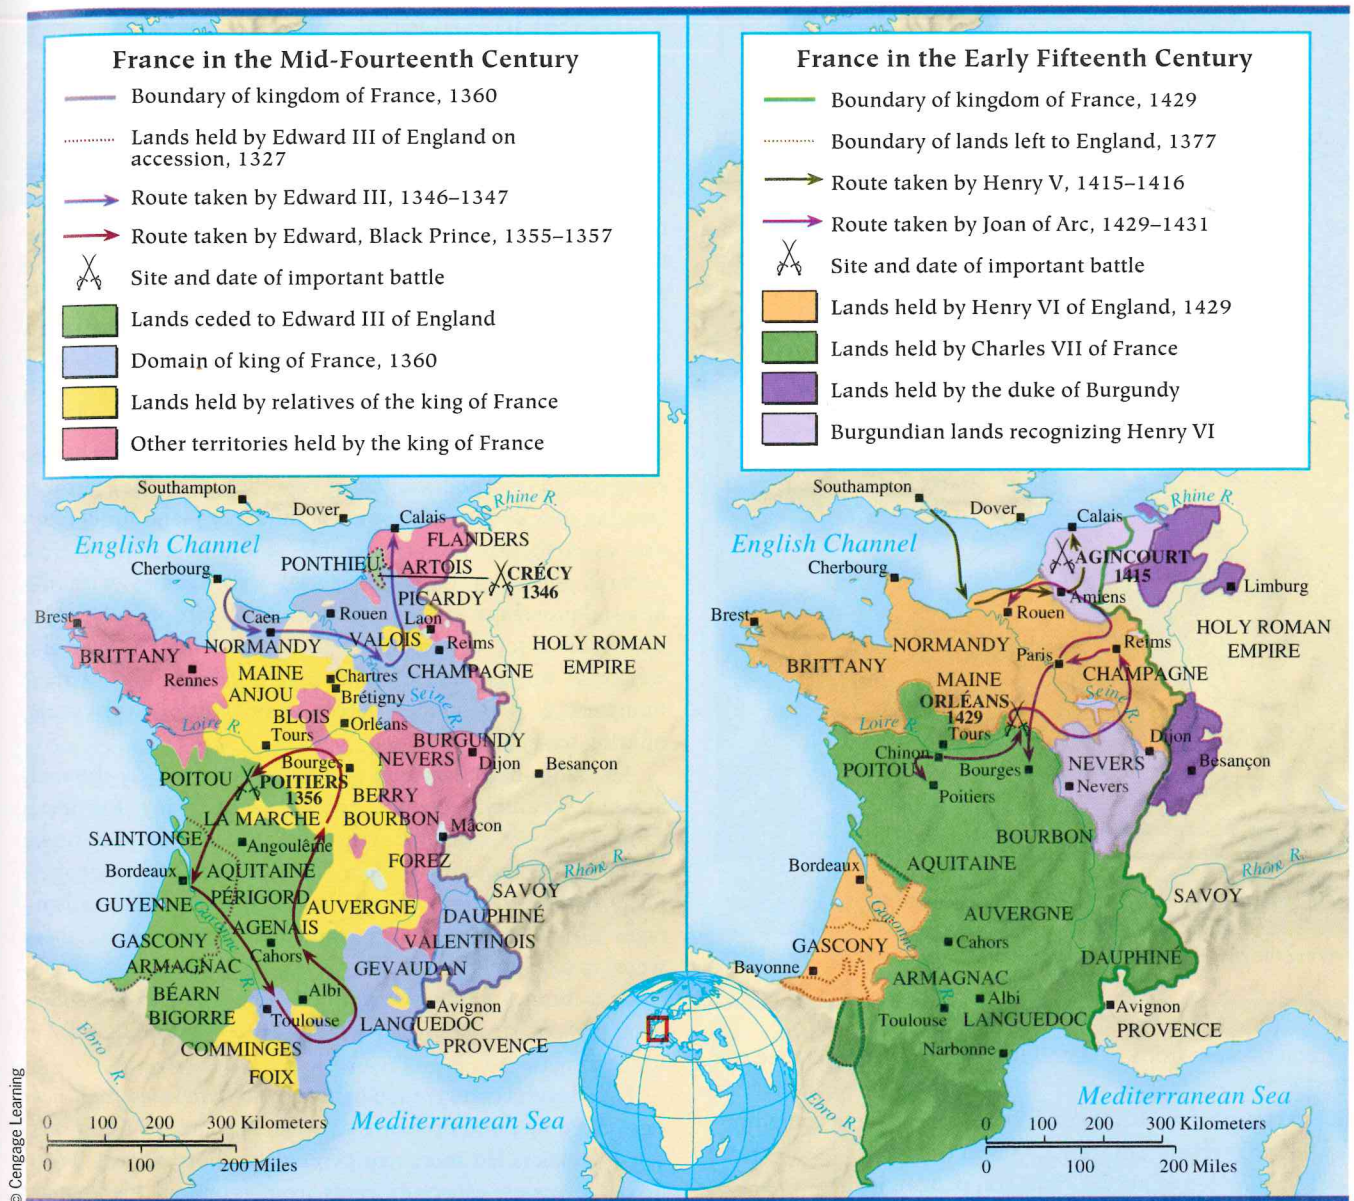 France in the Mid-Fourteenth Century
Boundary of kingdom of France, 1360
Lands held by Edward III of England on
accession, 1327
Route taken by Edward III, 1346–1347
Route taken by Edward, Black Prince, 1355–1357
Site and date of important battle
Lands ceded to Edward III of England
Domain of king of France, 1360
Lands held by relatives of the king of France
Other territories held by the king of France
Southampton
Dover
Calais
Rhine R.
English Channel
FLANDERS
Cherbourg
PONTHIEU
ARTOIS
CRÉCY
1346
PICARDY
Brest
Caen
Rouen
Laon
NORMANDY
VALOIS
Reims
HOLY ROMAN
EMPIRE
BRITTANY
Rennes
MAINE
ANJOU
Chartres
CHAMPAGNE
Brétigny
Seine R.
Loire R.
BLOIS
Orléans
Tours
BURGUNDY
NEVERS
Dijon
Besançon
Bourges
POITOU
POITIERS
1356
BERRY
LA MARCHE
BOURBON
Mâcon
SAINTONGE
Angoulême
FOREZ
Rhône R.
Bordeaux
AQUITAINE
SAVOY
GUYENNE
PÉRIGORD
AUVERGNE
DAUPHINÉ
Garonne R.
AGENAIS
VALENTINOIS
GASCONY
Cahors
ARMAGNAC
GEVAUDAN
BÉARN
Albi
Avignon
BIGORRE
Toulouse
LANGUEDOC
Ebro R.
COMMINGES
PROVENCE
FOIX
Mediterranean Sea
0 100 200 300 Kilometers
0 100 200 Miles
© Cengage Learning
France in the Early Fifteenth Century
Boundary of kingdom of France, 1429
Boundary of lands left to England, 1377
Route taken by Henry V, 1415–1416
Route taken by Joan of Arc, 1429–1431
Site and date of important battle
Lands held by Henry VI of England, 1429
Lands held by Charles VII of France
Lands held by the duke of Burgundy
Burgundian lands recognizing Henry VI
Southampton
Dover
Calais
Rhine R.
English Channel
AGINCOURT
1415
Cherbourg
Limburg
Amiens
Brest
Rouen
HOLY ROMAN
EMPIRE
NORMANDY
Reims
Paris
BRITTANY
CHAMPAGNE
MAINE
Seine R.
ORLÉANS
1429
Loire R.
Tours
Dijon
Chinon
NEVERS
Besançon
POITOU
Bourges
Nevers
Poitiers
BOURBON
Bordeaux
AQUITAINE
Rhône R.
SAVOY
Garonne R.
AUVERGNE
GASCONY
Cahors
DAUPHINÉ
Bayonne
ARMAGNAC
Albi
Avignon
Toulouse
LANGUEDOC
PROVENCE
Narbonne
Ebro R.
Mediterranean Sea
0 100 200 300 Kilometers
0 100 200 Miles